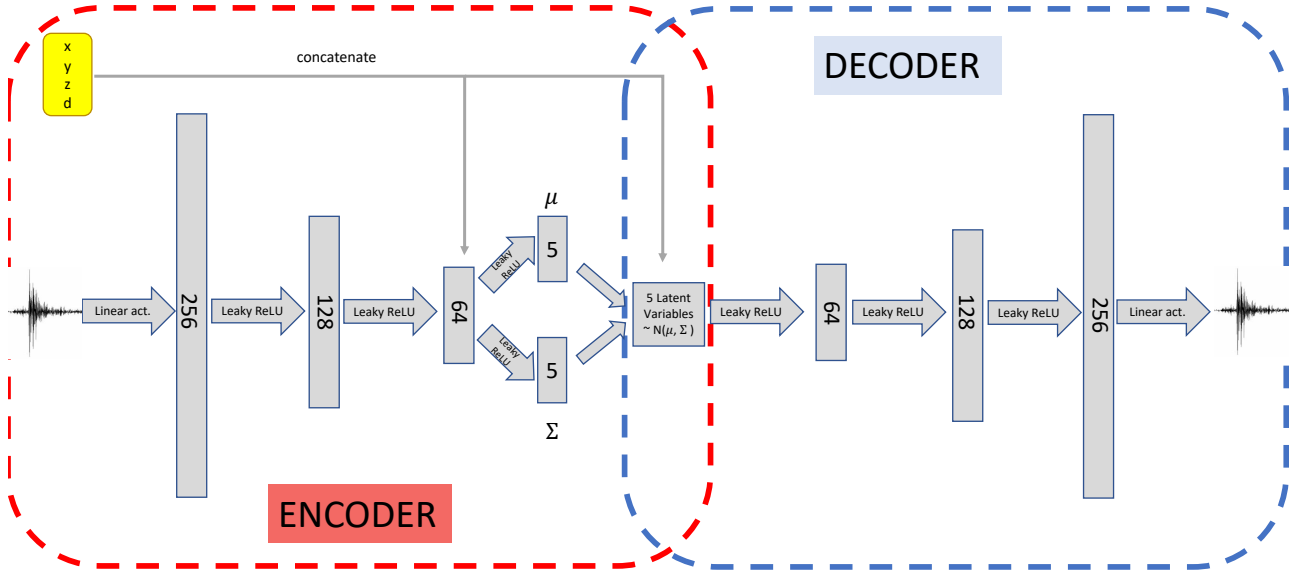 x
y
z
d
concatenate
DECODER
μ
Leaky
ReLU
5
Linear act.
256
Leaky ReLU
128
Leaky ReLU
64
5 Latent
Variables
~ N(μ, Σ )
Leaky ReLU
64
Leaky ReLU
128
Leaky ReLU
256
Linear act.
Leaky
ReLU
5
Σ
ENCODER